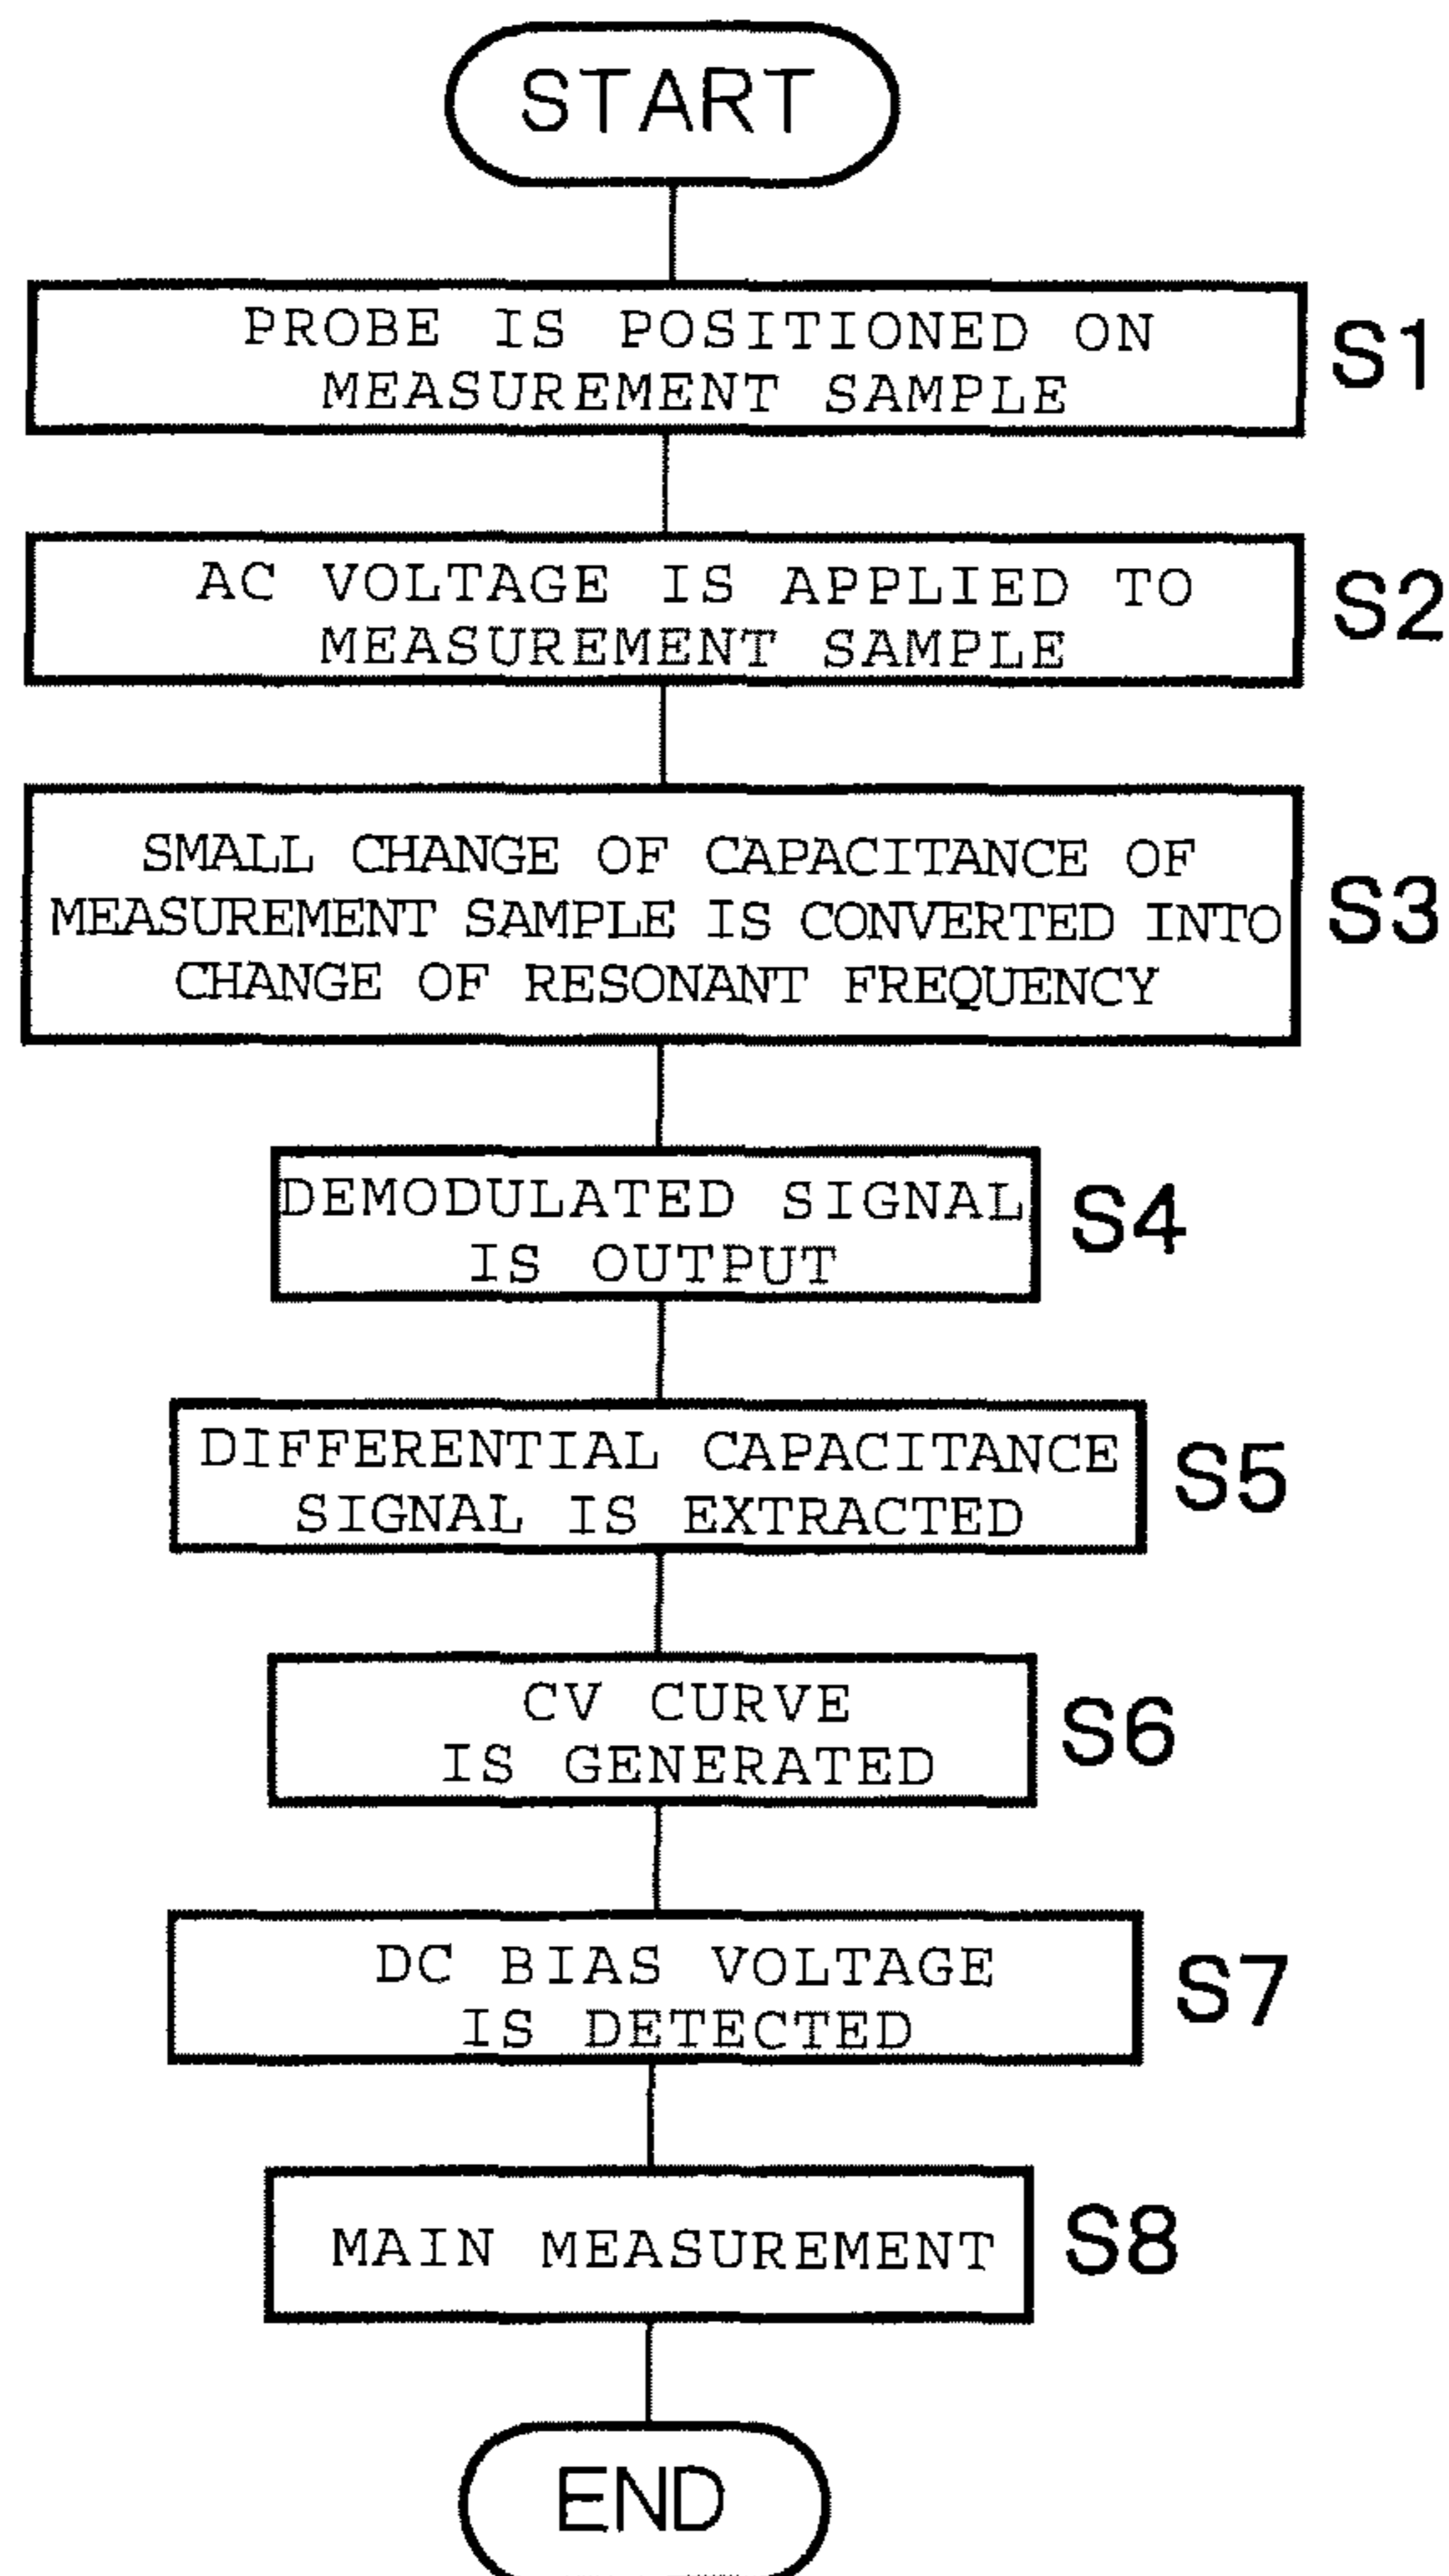 START
PROBE IS POSITIONED ON
MEASUREMENT SAMPLE
S1
AC VOLTAGE IS APPLIED TO
MEASUREMENT SAMPLE
S2
SMALL CHANGE OF CAPACITANCE OF
MEASUREMENT SAMPLE IS CONVERTED INTO
CHANGE OF RESONANT FREQUENCY
S3
DEMODULATED SIGNAL
IS OUTPUT
S4
DIFFERENTIAL CAPACITANCE
SIGNAL IS EXTRACTED
S5
CV CURVE
IS GENERATED
S6
DC BIAS VOLTAGE
IS DETECTED
S7
MAIN MEASUREMENT
S8
END